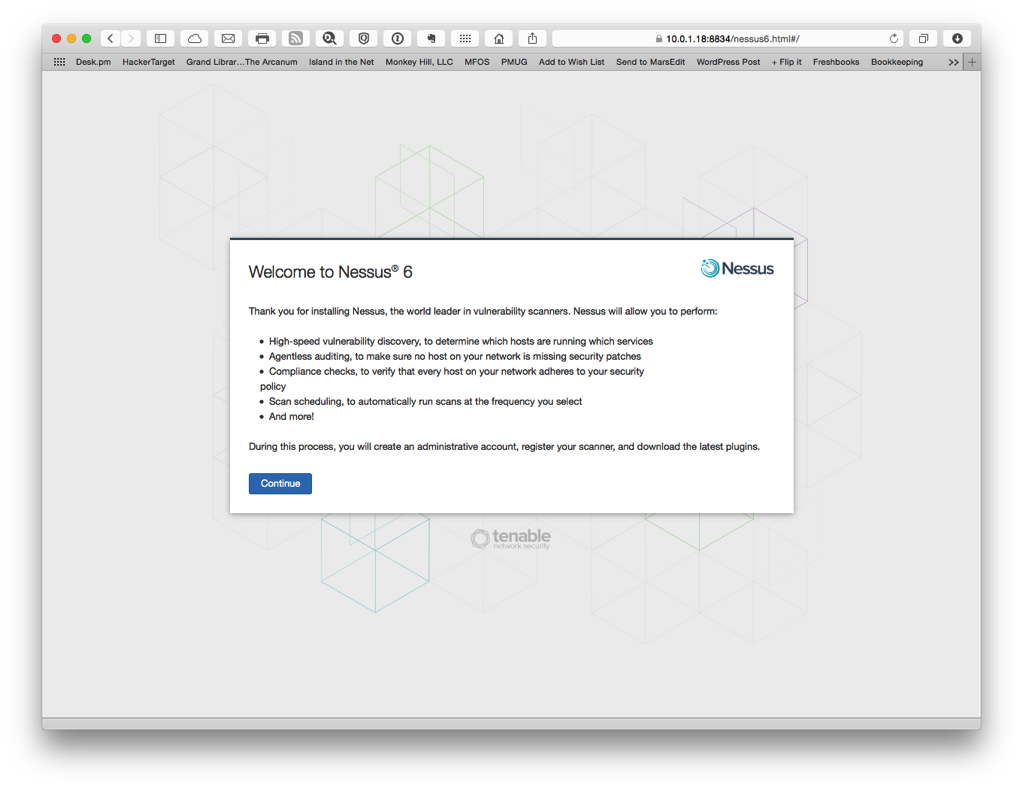 10.0.1.18:8834/nessus6.html#/
Desk.pm HackerTarget Grand Librar...The Arcanum Island in the Net Monkey Hill, LLC MFOS PMUG Add to Wish List Send to MarsEdit WordPress Post + Flip it Freshbooks Bookkeeping >> +
Welcome to Nessus® 6
Nessus
Thank you for installing Nessus, the world leader in vulnerability scanners. Nessus will allow you to perform:
• High-speed vulnerability discovery, to determine which hosts are running which services
• Agentless auditing, to make sure no host on your network is missing security patches
• Compliance checks, to verify that every host on your network adheres to your security
policy
• Scan scheduling, to automatically run scans at the frequency you select
• And more!
During this process, you will create an administrative account, register your scanner, and download the latest plugins.
Continue
tenable
network security